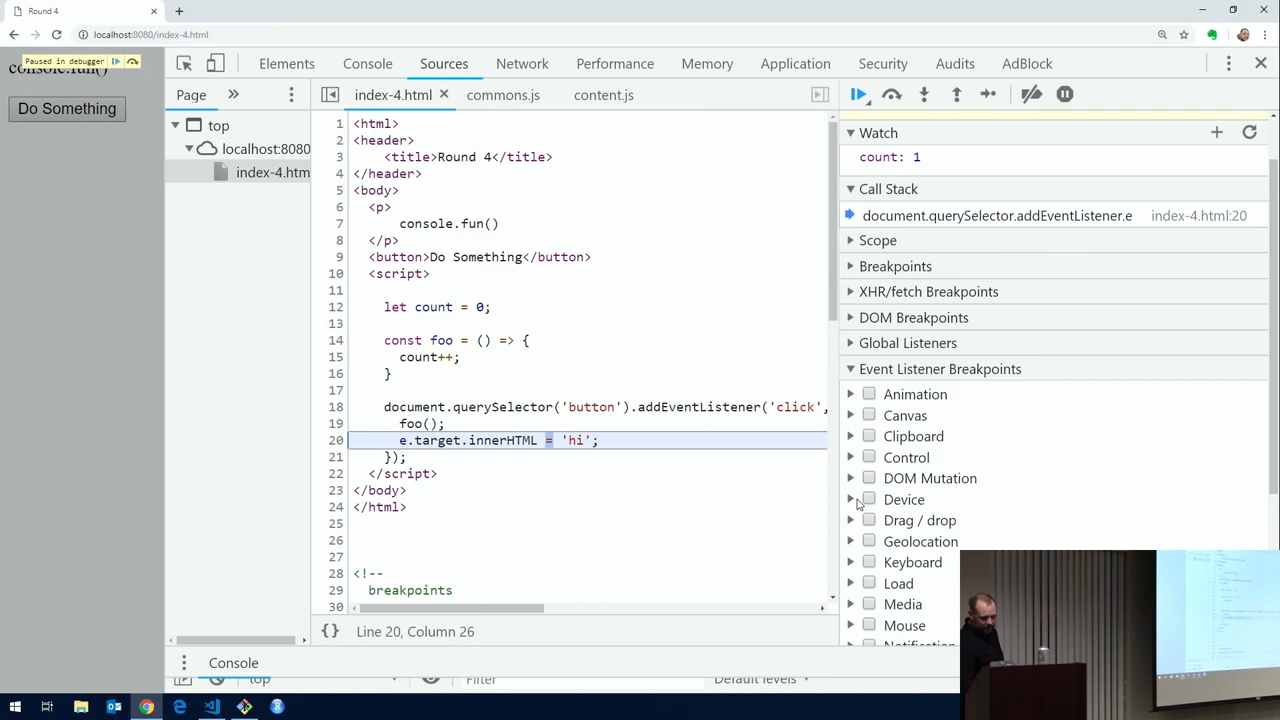 Round 4
localhost:8080/index-4.html
Paused in debugger
console.fun()
Do Something
Elements Console Sources Network Performance Memory Application Security Audits AdBlock
Page »
index-4.html commons.js content.js
top
localhost:8080
index-4.htm
1 <html>
2 <header>
3 <title>Round 4</title>
4 </header>
5 <body>
6 <p>
7 console.fun()
8 </p>
9 <button>Do Something</button>
10 <script>
11
12 let count = 0;
13
14 const foo = () => {
15 count++;
16 }
17
18 document.querySelector('button').addEventListener('click',
19 foo();
20 e.target.innerHTML = 'hi';
21 });
22 </script>
23 </body>
24 </html>
25
26
27
28 <!--
29 breakpoints
30
{} Line 20, Column 26
Watch
count: 1
Call Stack
document.querySelector.addEventListener.e index-4.html:20
Scope
Breakpoints
XHR/fetch Breakpoints
DOM Breakpoints
Global Listeners
Event Listener Breakpoints
Animation
Canvas
Clipboard
Control
DOM Mutation
Device
Drag / drop
Geolocation
Keyboard
Load
Media
Mouse
Notification
Console
top Filter Default levels